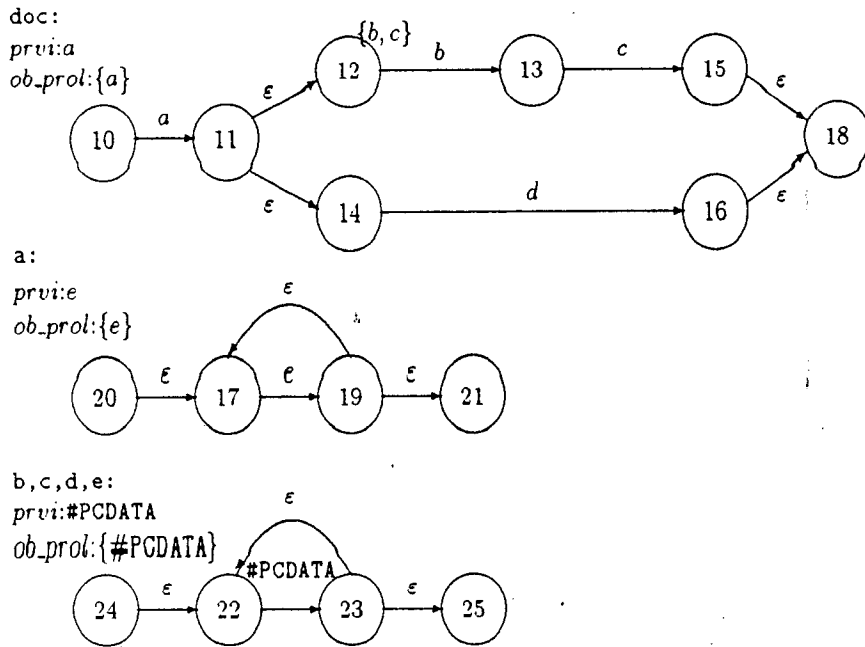 doc:
prvi:a
ob_prol:{a}
{b, c}
12
b
13
c
15
ε
ε
10
a
11
18
ε
14
d
16
ε
a:
prvi:e
ob_prol:{e}
ε
20
ε
17
e
19
ε
21
b,c,d,e:
prvi:#PCDATA
ob_prol:{#PCDATA}
ε
#PCDATA
24
ε
22
23
ε
25